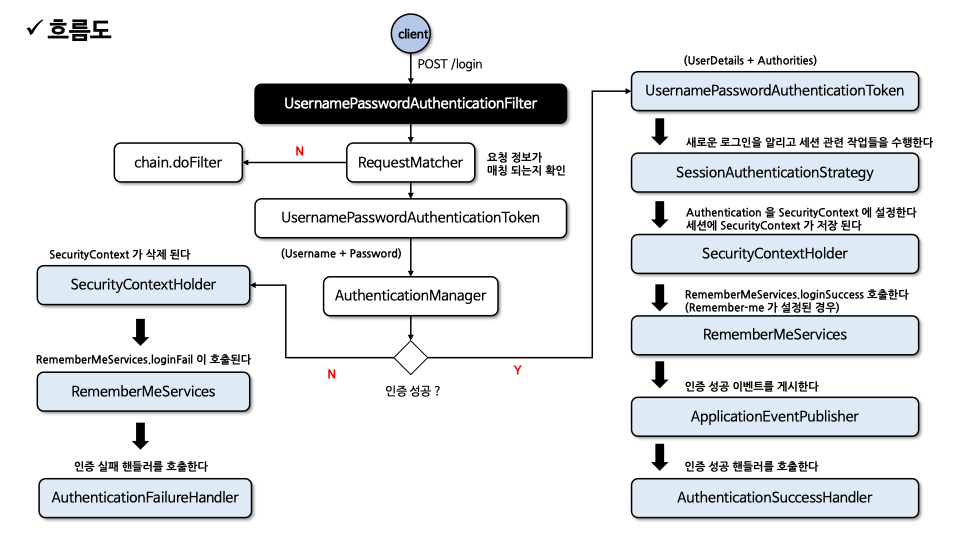 ✓ 흐름도
client
POST /login
UsernamePasswordAuthenticationFilter
chain.doFilter
N
RequestMatcher
요청 정보가
매칭 되는지 확인
UsernamePasswordAuthenticationToken
(Username + Password)
AuthenticationManager
인증 성공 ?
N
Y
SecurityContext 가 삭제 된다
SecurityContextHolder
RememberMeServices.loginFail 이 호출된다
RememberMeServices
인증 실패 핸들러를 호출한다
AuthenticationFailureHandler
(UserDetails + Authorities)
UsernamePasswordAuthenticationToken
새로운 로그인을 알리고 세션 관련 작업들을 수행한다
SessionAuthenticationStrategy
Authentication 을 SecurityContext 에 설정한다
세션에 SecurityContext 가 저장 된다
SecurityContextHolder
RememberMeServices.loginSuccess 호출한다
(Remember-me 가 설정된 경우)
RememberMeServices
인증 성공 이벤트를 게시한다
ApplicationEventPublisher
인증 성공 핸들러를 호출한다
AuthenticationSuccessHandler